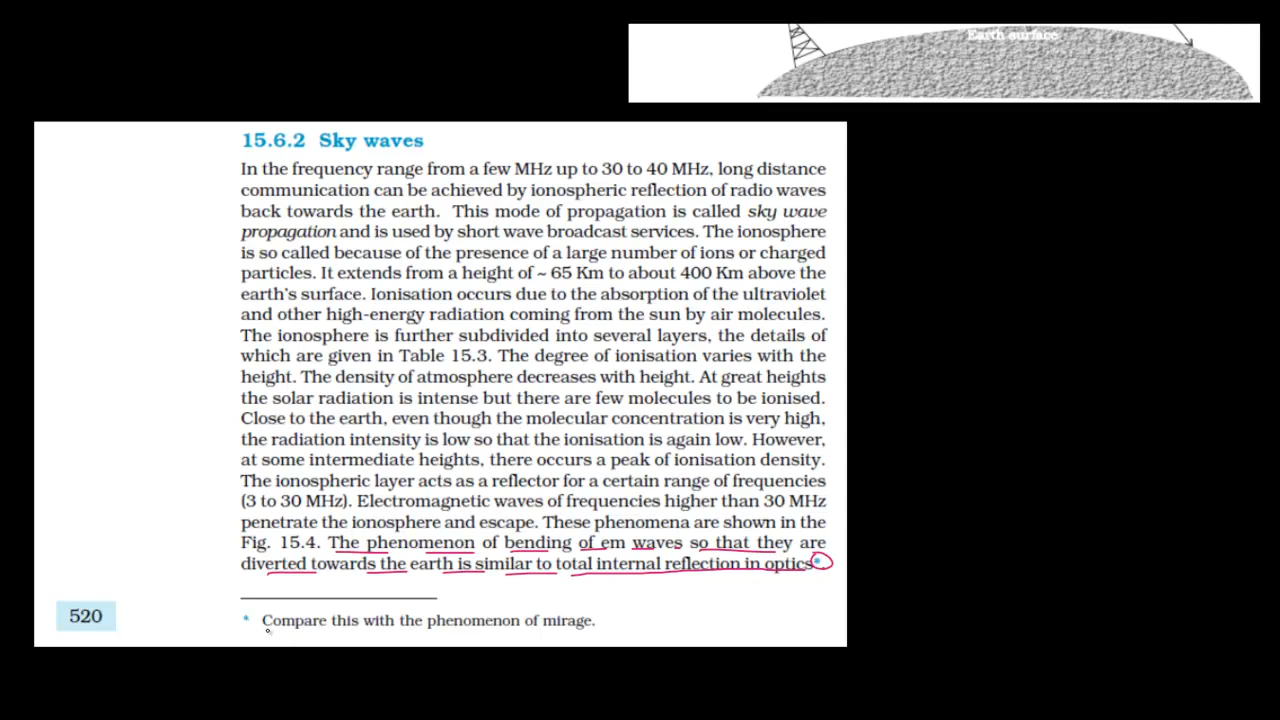 Earth surface
15.6.2 Sky waves
In the frequency range from a few MHz up to 30 to 40 MHz, long distance
communication can be achieved by ionospheric reflection of radio waves
back towards the earth. This mode of propagation is called sky wave
propagation and is used by short wave broadcast services. The ionosphere
is so called because of the presence of a large number of ions or charged
particles. It extends from a height of ~ 65 Km to about 400 Km above the
earth's surface. Ionisation occurs due to the absorption of the ultraviolet
and other high-energy radiation coming from the sun by air molecules.
The ionosphere is further subdivided into several layers, the details of
which are given in Table 15.3. The degree of ionisation varies with the
height. The density of atmosphere decreases with height. At great heights
the solar radiation is intense but there are few molecules to be ionised.
Close to the earth, even though the molecular concentration is very high,
the radiation intensity is low so that the ionisation is again low. However,
at some intermediate heights, there occurs a peak of ionisation density.
The ionospheric layer acts as a reflector for a certain range of frequencies
(3 to 30 MHz). Electromagnetic waves of frequencies higher than 30 MHz
penetrate the ionosphere and escape. These phenomena are shown in the
Fig. 15.4. The phenomenon of bending of em waves so that they are
diverted towards the earth is similar to total internal reflection in optics*.
* Compare this with the phenomenon of mirage.
520